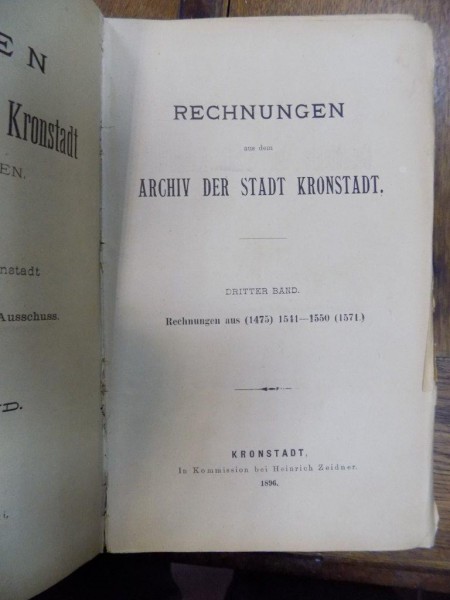 EN
Kronstadt
EN.
nstadt
Ausschuss.
D.
RECHNUNGEN
aus dem
ARCHIV DER STADT KRONSTADT.
DRITTER BAND.
Rechnungen aus (1475) 1541—1550 (1571)
KRONSTADT.
In Kommission bei Heinrich Zeidner.
1896.